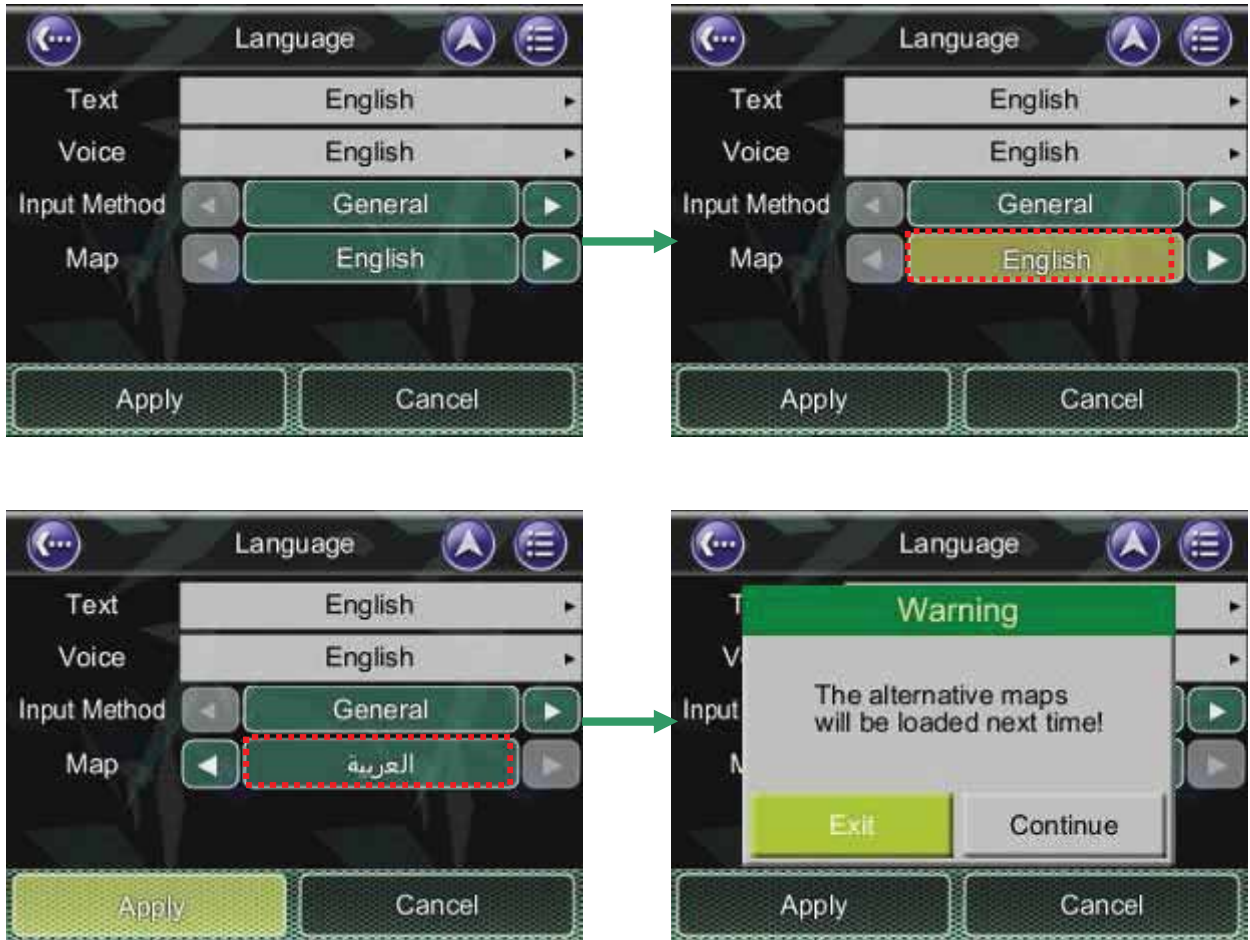 Language
Text English
Voice English
Input Method General
Map English
Apply Cancel
Language
Text English
Voice English
Input Method General
Map English
Apply Cancel
Language
Text English
Voice English
Input Method General
Map العربية
Apply Cancel
Language
Warning
Input
The alternative maps
will be loaded next time!
Exit Continue
Apply Cancel